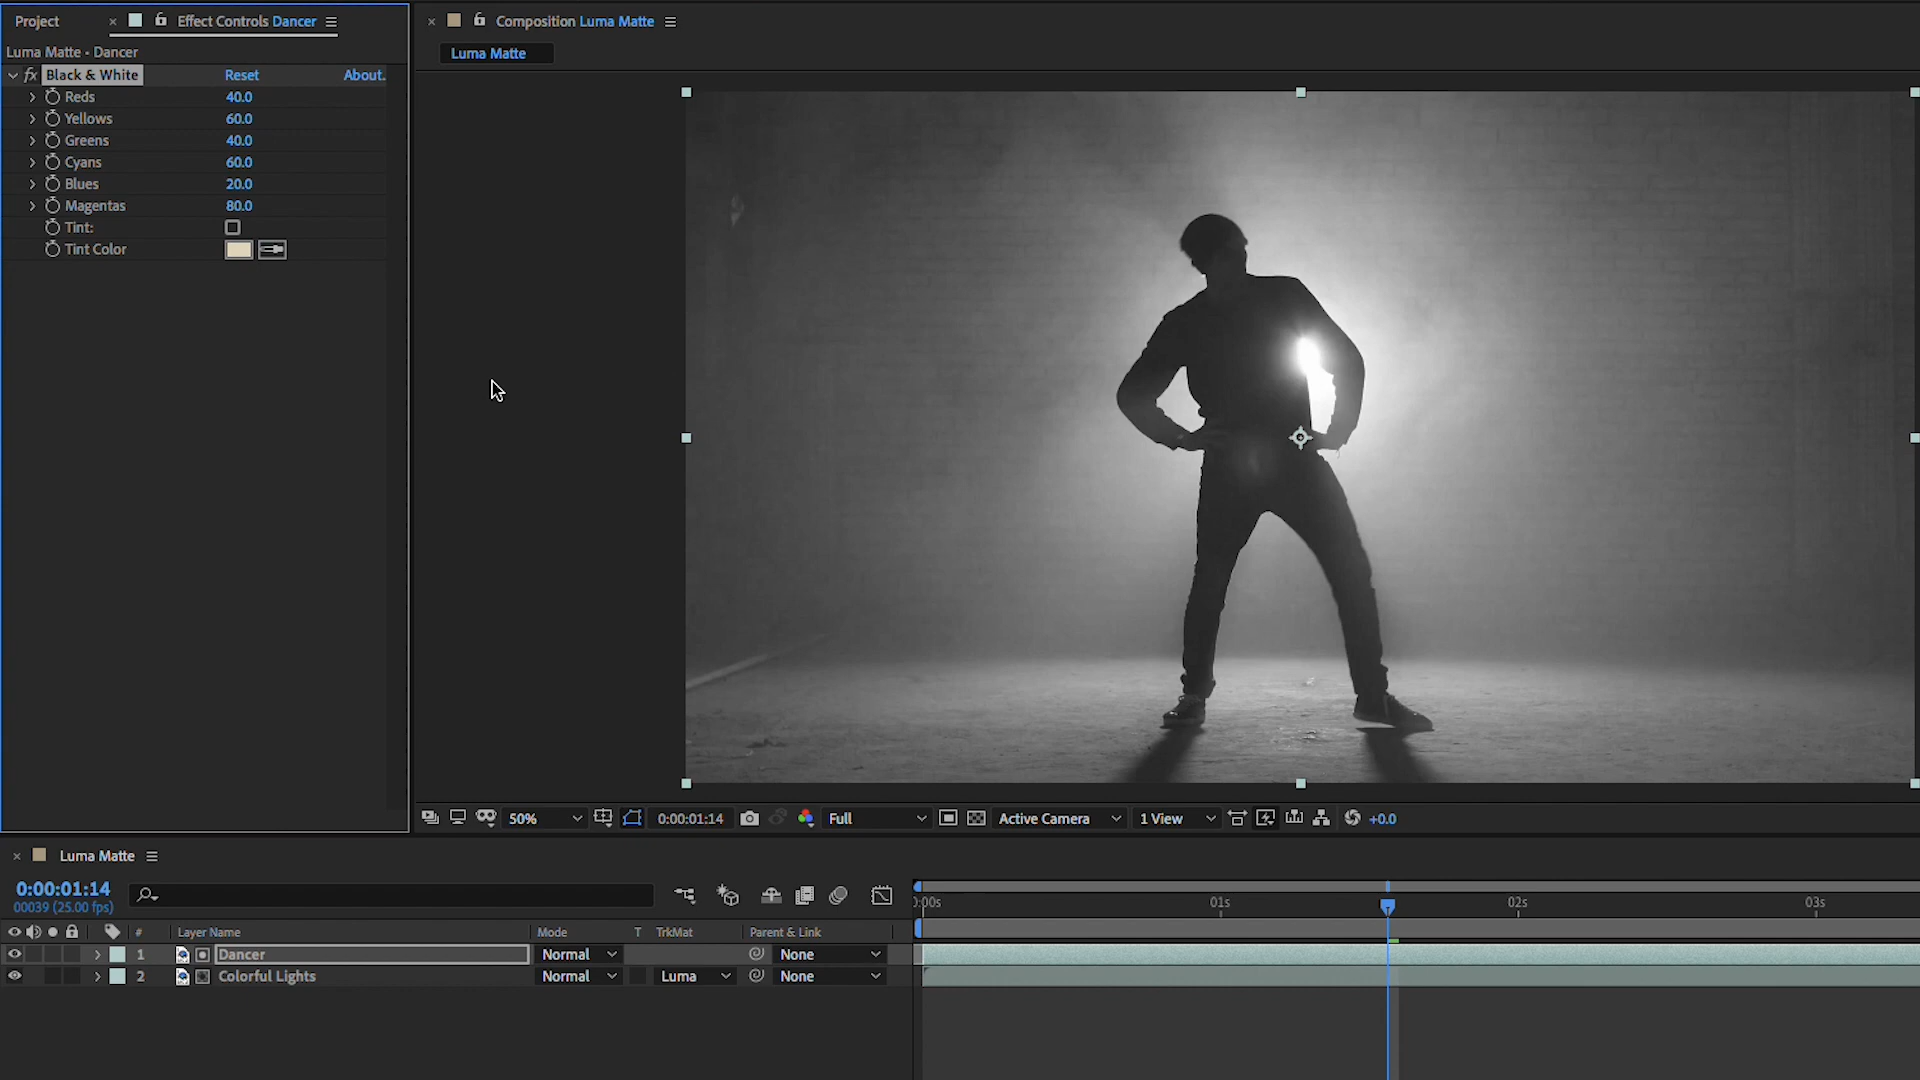 Project
× Effect Controls Dancer
Luma Matte • Dancer
fx Black & White Reset About.
Reds 40.0
Yellows 60.0
Greens 40.0
Cyans 60.0
Blues 20.0
Magentas 80.0
Tint:
Tint Color
× Composition Luma Matte
Luma Matte
50% 0:00:01:14 Full Active Camera 1 View +0.0
× Luma Matte
0:00:01:14
00039 (25.00 fps)
):00s 01s 02s 03s
# Layer Name Mode T TrkMat Parent & Link
1 Dancer Normal None
2 Colorful Lights Normal Luma None